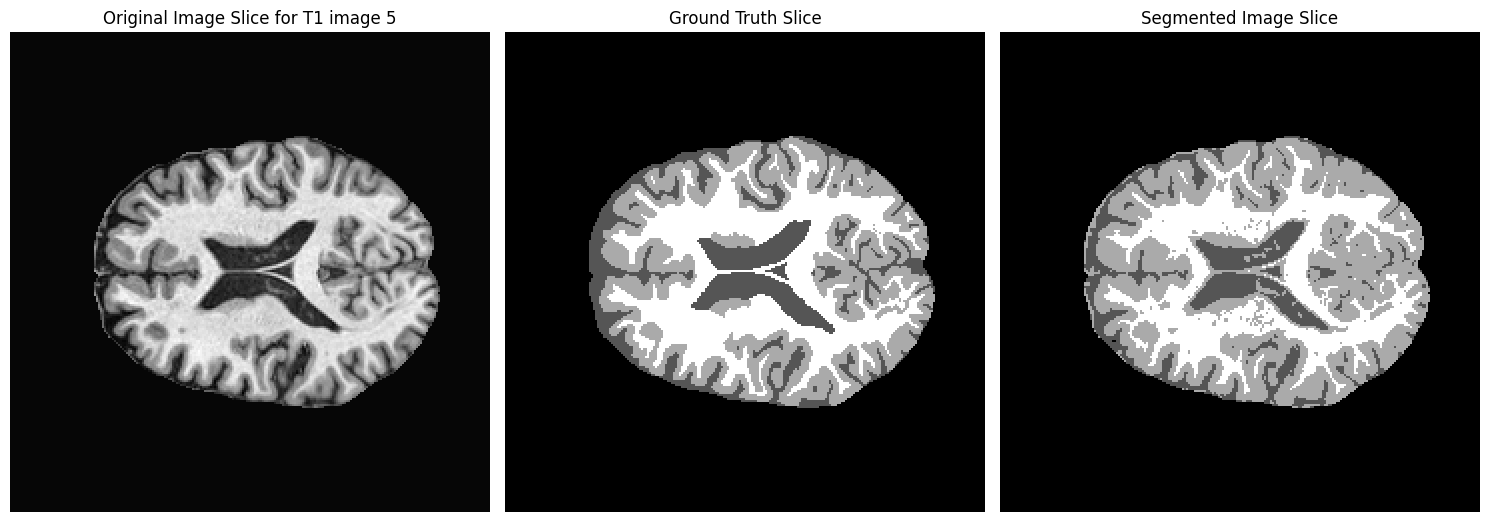 Original Image Slice for T1 image 5
Ground Truth Slice
Segmented Image Slice